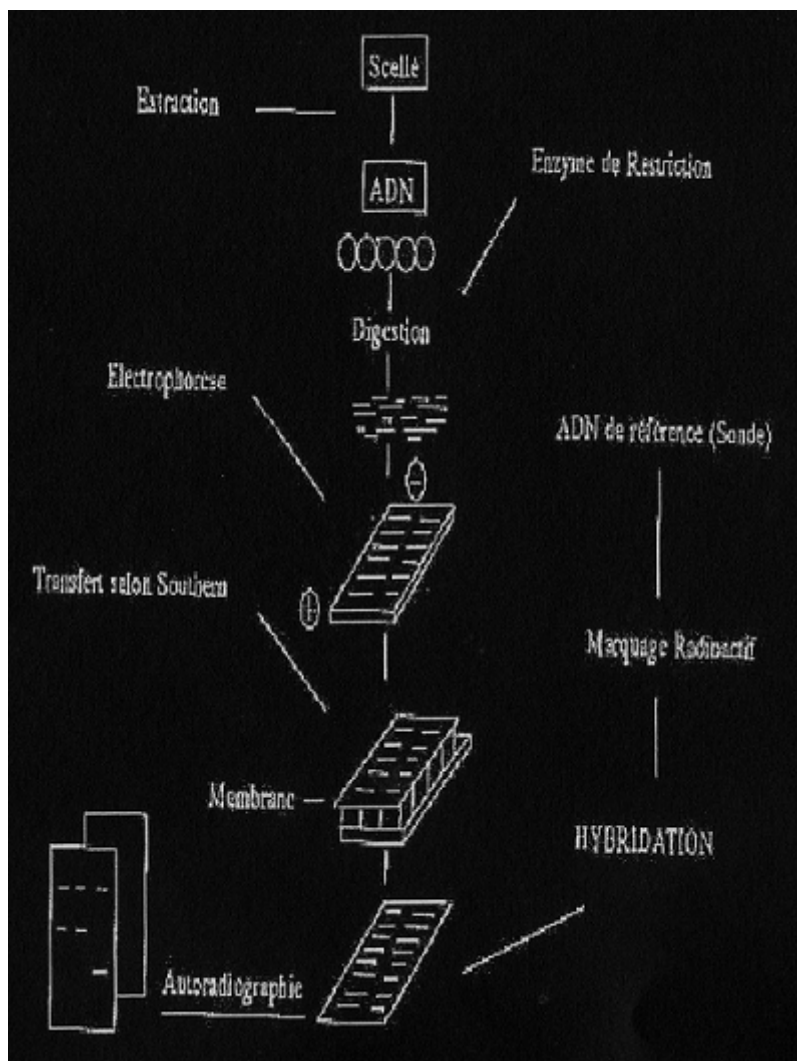 Scellé
Extraction
Enzyme de Restriction
ADN
Digestion
Electrophorèse
ADN de référence (Sonde)
Transfert selon Southern
Macquage Radioactif
Membrane
HYBRIDATION
Autoradiographie